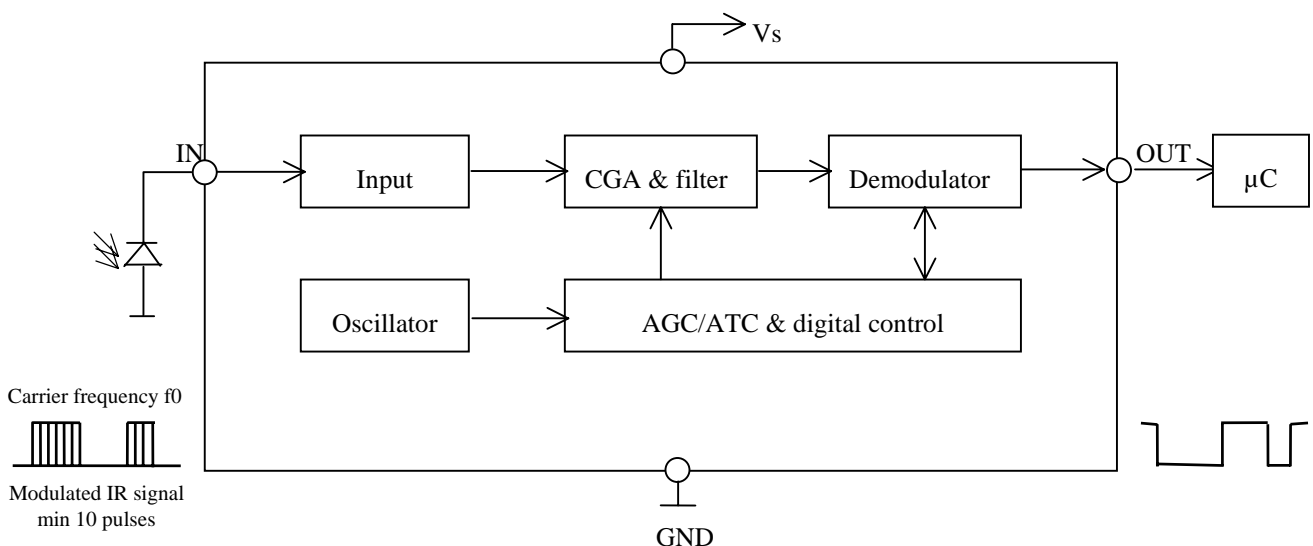 Vs
IN
Input
CGA & filter
Demodulator
OUT
µC
Oscillator
AGC/ATC & digital control
Carrier frequency f0
Modulated IR signal
min 10 pulses
GND